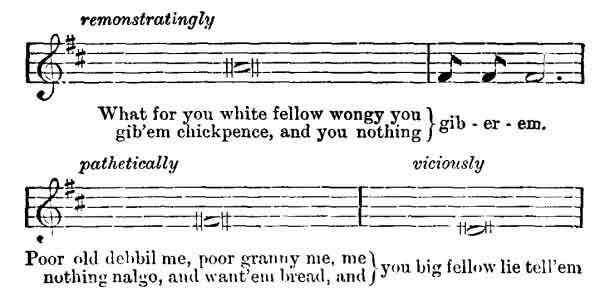 remonstratingly
What for you white fellow wongy you
gib'em chickpence, and you nothing } gib - er - em.
pathetically viciously
Poor old debbil me, poor granny me, me
nothing nalgo, and want'em bread, and } you big fellow lie tell'em